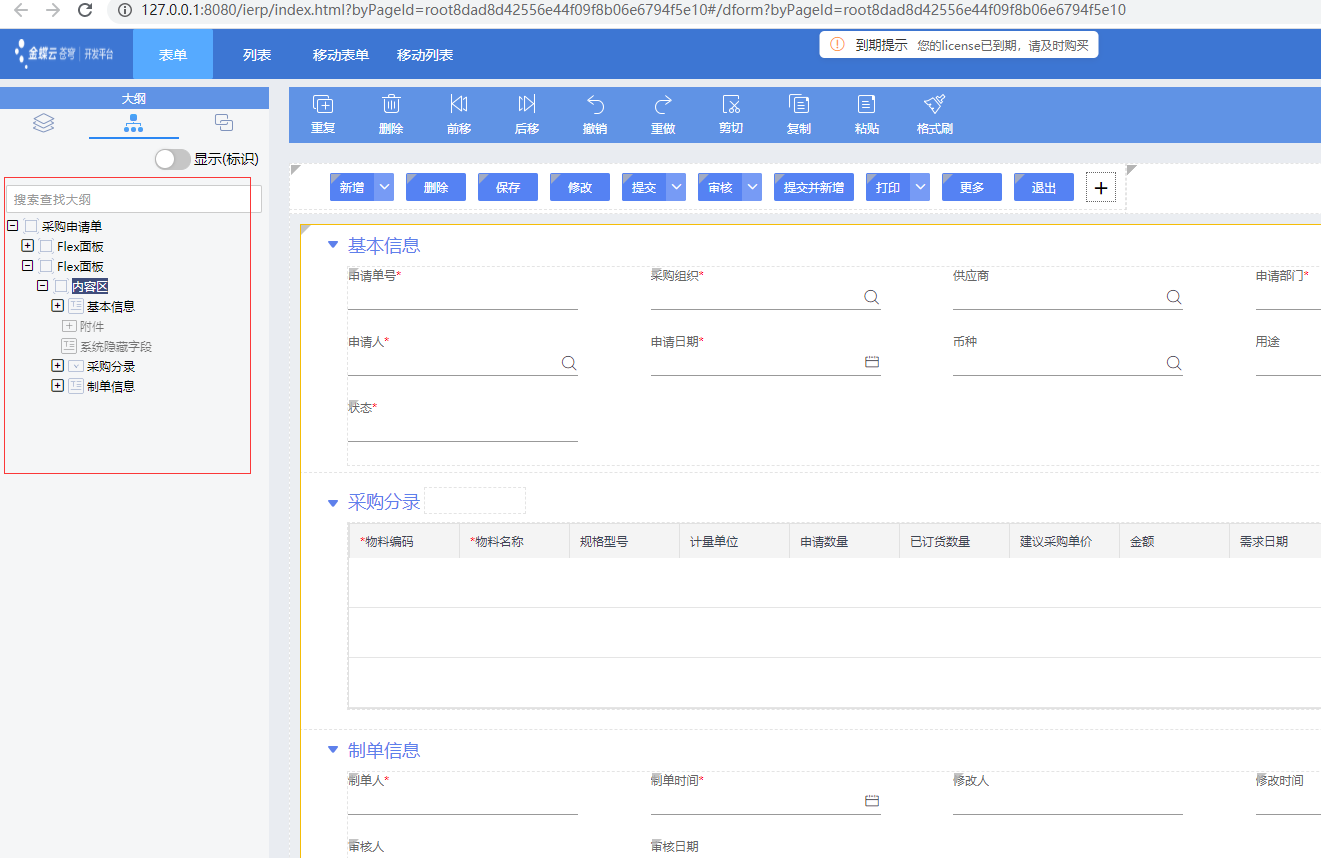 127.0.0.1:8080/ierp/index.html?byPageId=root8dad8d42556e44f09f8b06e6794f5e10#/dform?byPageId=root8dad8d42556e44f09f8b06e6794f5e10
金蝶云 苍穹 | 开发平台 表单 列表 移动表单 移动列表 到期提示 您的license已到期，请及时购买
大纲
显示(标识)
搜索查找大纲
采购申请单
Flex面板
Flex面板
内容区
基本信息
附件
系统隐藏字段
采购分录
制单信息
重复 删除 前移 后移 撤销 重做 剪切 复制 粘贴 格式刷
新增 删除 保存 修改 提交 审核 提交并新增 打印 更多 退出 +
基本信息
申请单号* 采购组织* 供应商 申请部门*
申请人* 申请日期* 币种 用途
状态*
采购分录
*物料编码 *物料名称 规格型号 计量单位 申请数量 已订货数量 建议采购单价 金额 需求日期
制单信息
制单人* 制单时间* 修改人 修改时间
审核人 审核日期